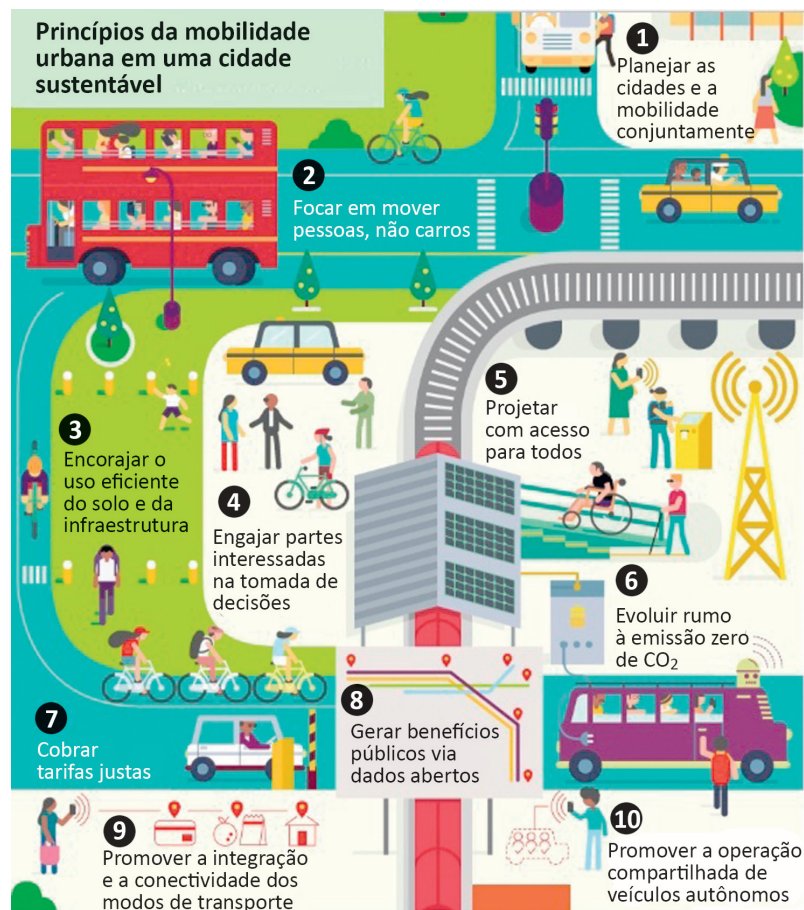 Princípios da mobilidade
urbana em uma cidade
sustentável
1
Planejar as
cidades e a
mobilidade
conjuntamente
2
Focar em mover
pessoas, não carros
3
Encorajar o
uso eficiente
do solo e da
infraestrutura
4
Engajar partes
interessadas
na tomada de
decisões
5
Projetar
com acesso
para todos
6
Evoluir rumo
à emissão zero
de CO₂
7
Cobrar
tarifas justas
8
Gerar benefícios
públicos via
dados abertos
9
Promover a integração
e a conectividade dos
modos de transporte
10
Promover a operação
compartilhada de
veículos autônomos